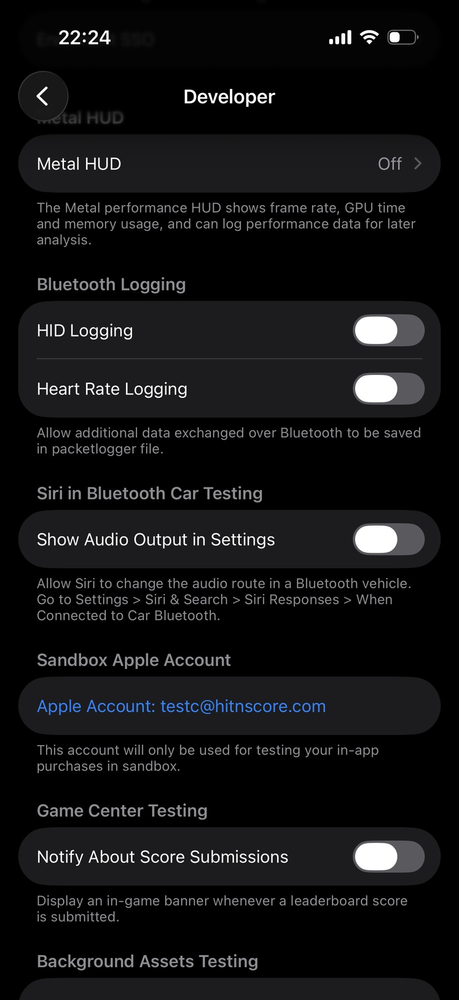 22:24
SSO
Developer
Metal HUD
Metal HUD
Off
The Metal performance HUD shows frame rate, GPU time
and memory usage, and can log performance data for later
analysis.
Bluetooth Logging
HID Logging
Heart Rate Logging
Allow additional data exchanged over Bluetooth to be saved
in packetlogger file.
Siri in Bluetooth Car Testing
Show Audio Output in Settings
Allow Siri to change the audio route in a Bluetooth vehicle.
Go to Settings > Siri & Search > Siri Responses > When
Connected to Car Bluetooth.
Sandbox Apple Account
Apple Account: testc@hitnscore.com
This account will only be used for testing your in-app
purchases in sandbox.
Game Center Testing
Notify About Score Submissions
Display an in-game banner whenever a leaderboard score
is submitted.
Background Assets Testing